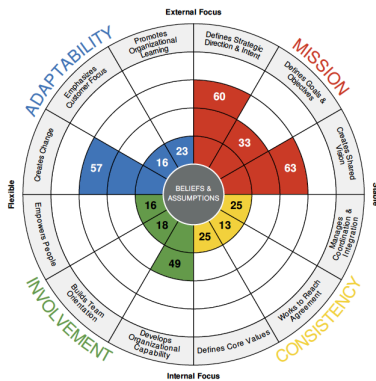 External Focus
ADAPTABILITY
MISSION
Promotes
Organizational
Learning
Defines Strategic
Direction & Intent
Emphasizes
Customer Focus
Defines Goals &
Objectives
Creates Change
Creates Shared
Vision
60
33
63
23
16
57
Flexible
BELIEFS &
ASSUMPTIONS
16
18
49
25
13
25
Empowers People
Manages
Coordination &
Integration
Builds Team
Orientation
Works to Reach
Agreement
Develops
Organizational
Capability
Defines Core Values
INVOLVEMENT
CONSISTENCY
Internal Focus